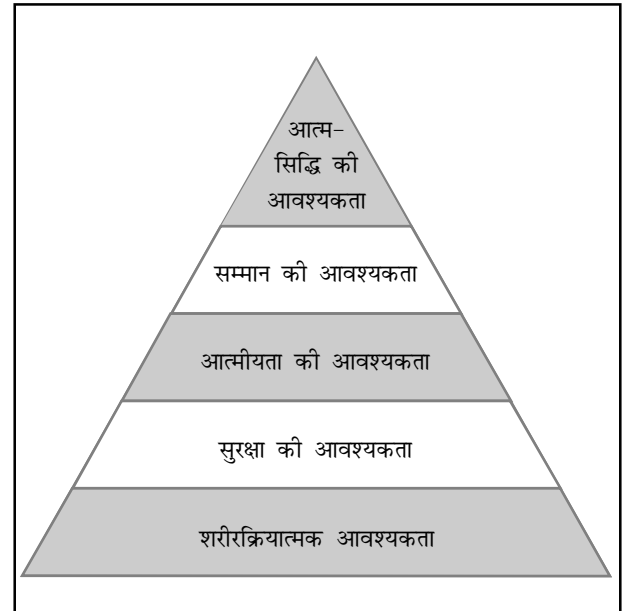 आत्म-
सिद्धि की
आवश्यकता
सम्मान की आवश्यकता
आत्मीयता की आवश्यकता
सुरक्षा की आवश्यकता
शरीरक्रियात्मक आवश्यकता